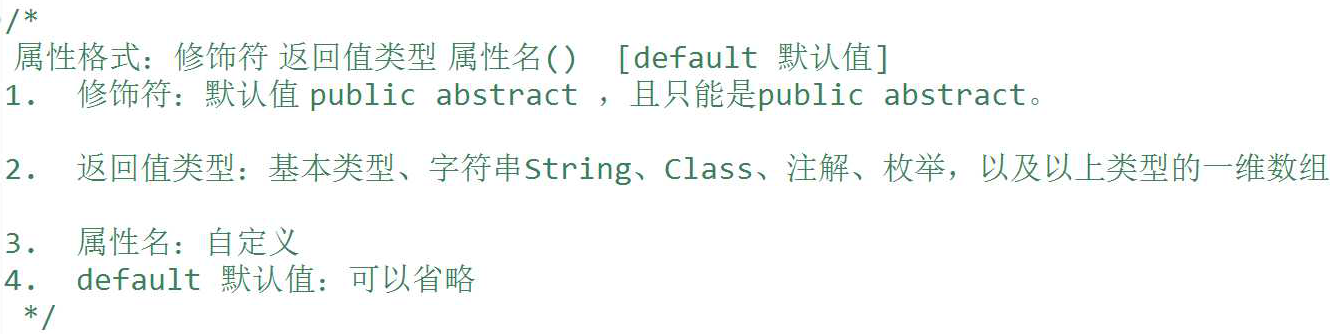 /*
属性格式：修饰符 返回值类型 属性名() [default 默认值]
1. 修饰符：默认值 public abstract ，且只能是public abstract。
2. 返回值类型：基本类型、字符串String、Class、注解、枚举，以及以上类型的一维数组
3. 属性名：自定义
4. default 默认值：可以省略
*/